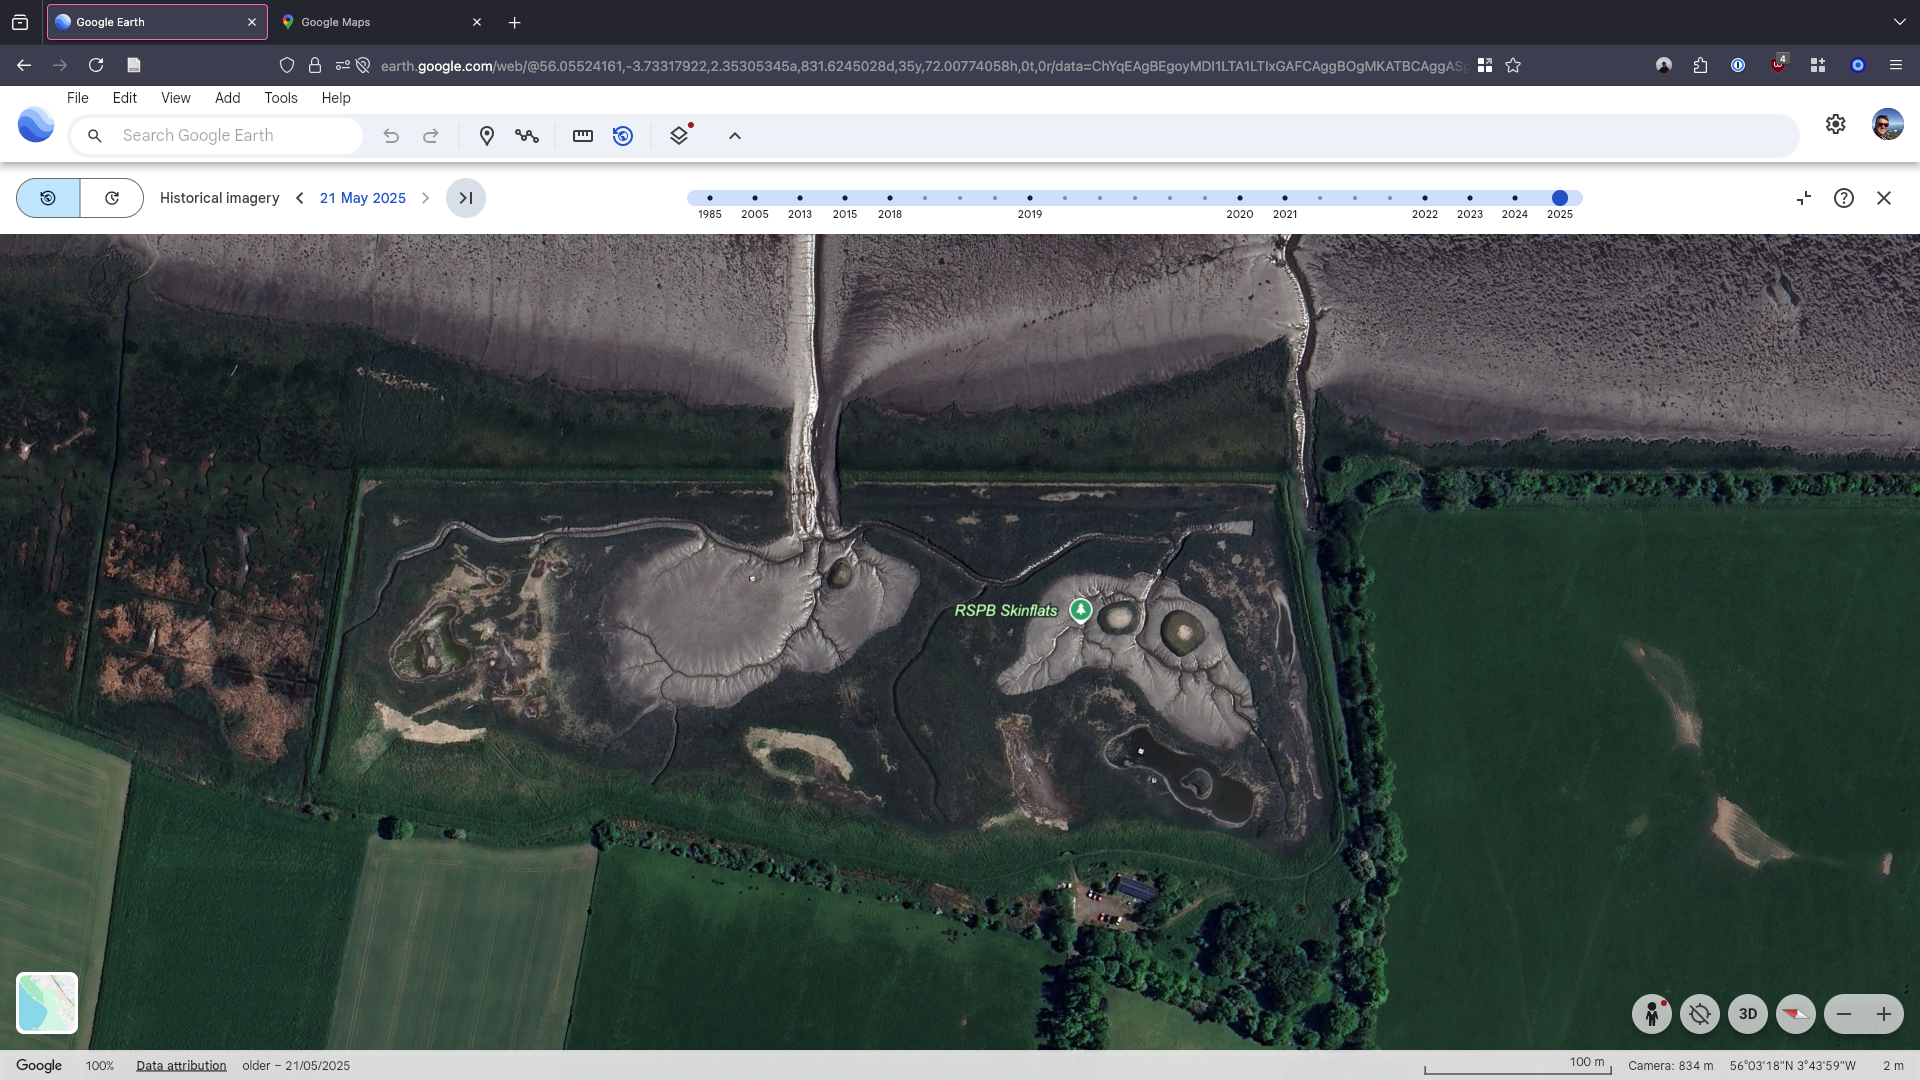 Google Earth
Google Maps
earth.google.com/web/@56.05524161,-3.73317922,2.35305345a,831.6245028d,35y,72.00774058h,0t,0r/data=ChYqEAgBEgoyMDI1LTA1LTIxGAFCAggBOgMKATBCAggAS
4
File Edit View Add Tools Help
Search Google Earth
Historical imagery 21 May 2025
1985 2005 2013 2015 2018 2019 2020 2021 2022 2023 2024 2025
RSPB Skinflats
3D
Google 100% Data attribution older – 21/05/2025 100 m Camera: 834 m 56°03'18"N 3°43'59"W 2 m